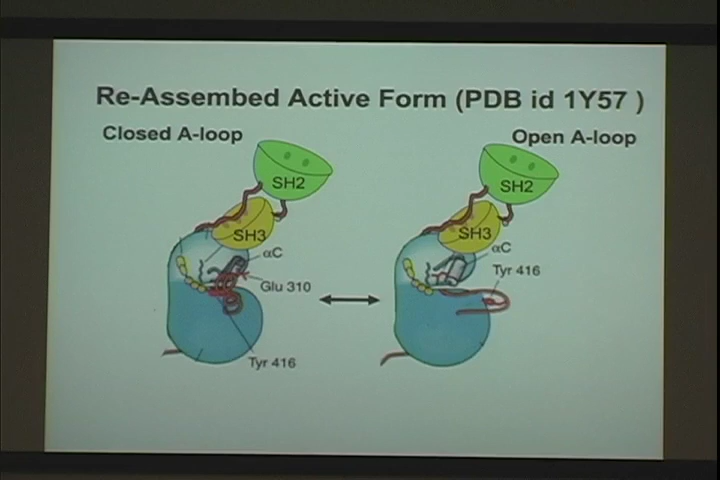 Re-Assembed Active Form (PDB id 1Y57 )
Closed A-loop
Open A-loop
SH2
SH2
SH3
SH3
αC
αC
Glu 310
Tyr 416
Tyr 416